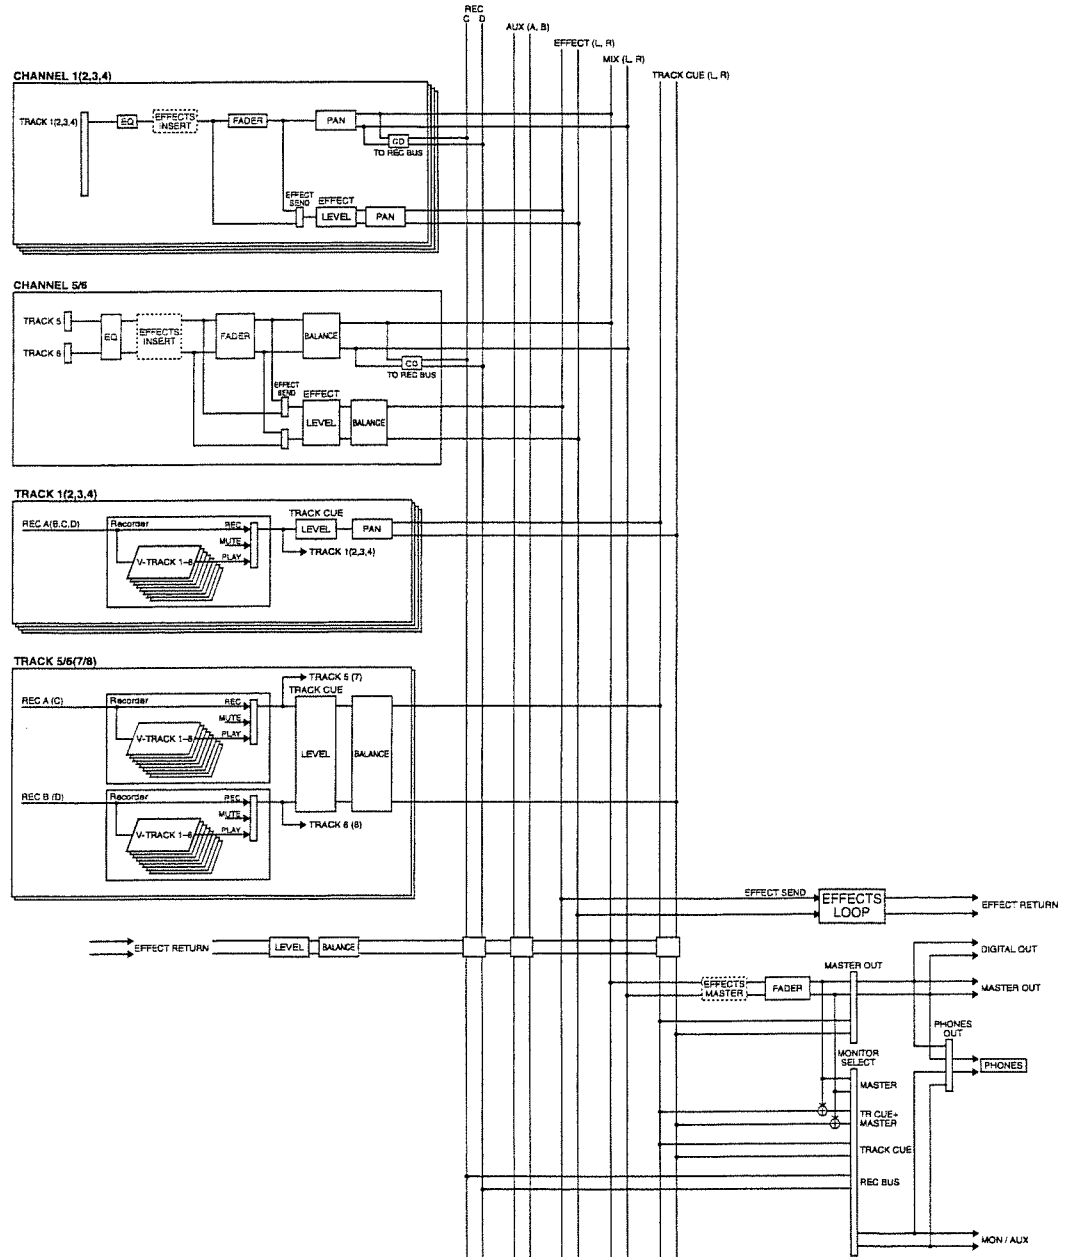 REC
C D
AUX (A, B)
EFFECT (L, R)
MIX (L, R)
TRACK CUE (L, R)
CHANNEL 1(2,3,4)
TRACK 1(2,3,4)
EQ
EFFECTS
INSERT
FADER
PAN
CD
TO REC BUS
EFFECT
SEND
EFFECT
LEVEL
PAN
CHANNEL 5/6
TRACK 5
TRACK 6
EQ
EFFECTS
INSERT
FADER
BALANCE
CD
TO REC BUS
EFFECT
SEND
EFFECT
LEVEL
BALANCE
TRACK 1(2,3,4)
REC A(B,C,D)
Recorder
REC
MUTE
PLAY
V-TRACK 1–8
TRACK CUE
LEVEL
PAN
TRACK 1(2,3,4)
TRACK 5/6(7/8)
REC A (C)
Recorder
REC
MUTE
PLAY
V-TRACK 1–8
TRACK 5 (7)
TRACK CUE
LEVEL
BALANCE
REC B (D)
Recorder
REC
MUTE
PLAY
V-TRACK 1–8
TRACK 6 (8)
EFFECT SEND
EFFECTS
LOOP
EFFECT RETURN
EFFECT RETURN
LEVEL
BALANCE
DIGITAL OUT
MASTER OUT
EFFECTS
MASTER
FADER
MASTER OUT
PHONES
OUT
PHONES
MONITOR
SELECT
MASTER
TR CUE+
MASTER
TRACK CUE
REC BUS
MON / AUX